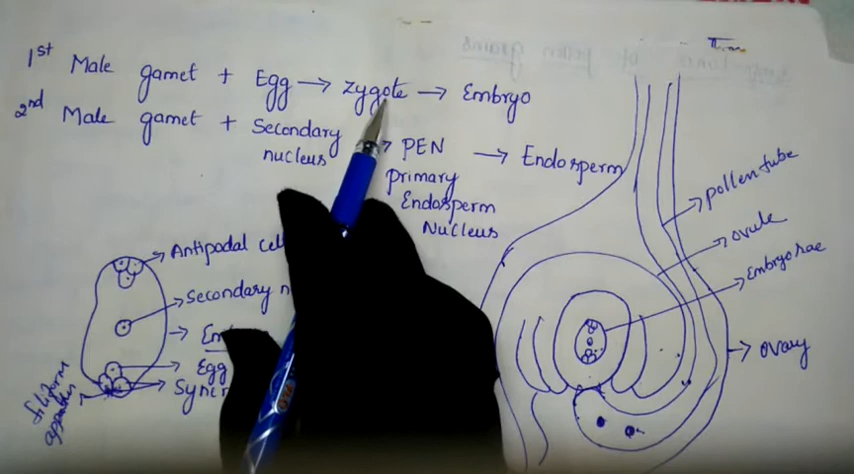 1st Male gamet + Egg → zygote → Embryo
2nd Male gamet + Secondary nucleus → PEN → Endosperm
primary
Endosperm
Nucleus
Antipodal
Secondary
Egg
filiform
apparatus
pollen tube
ovule
Embryo sac
ovary